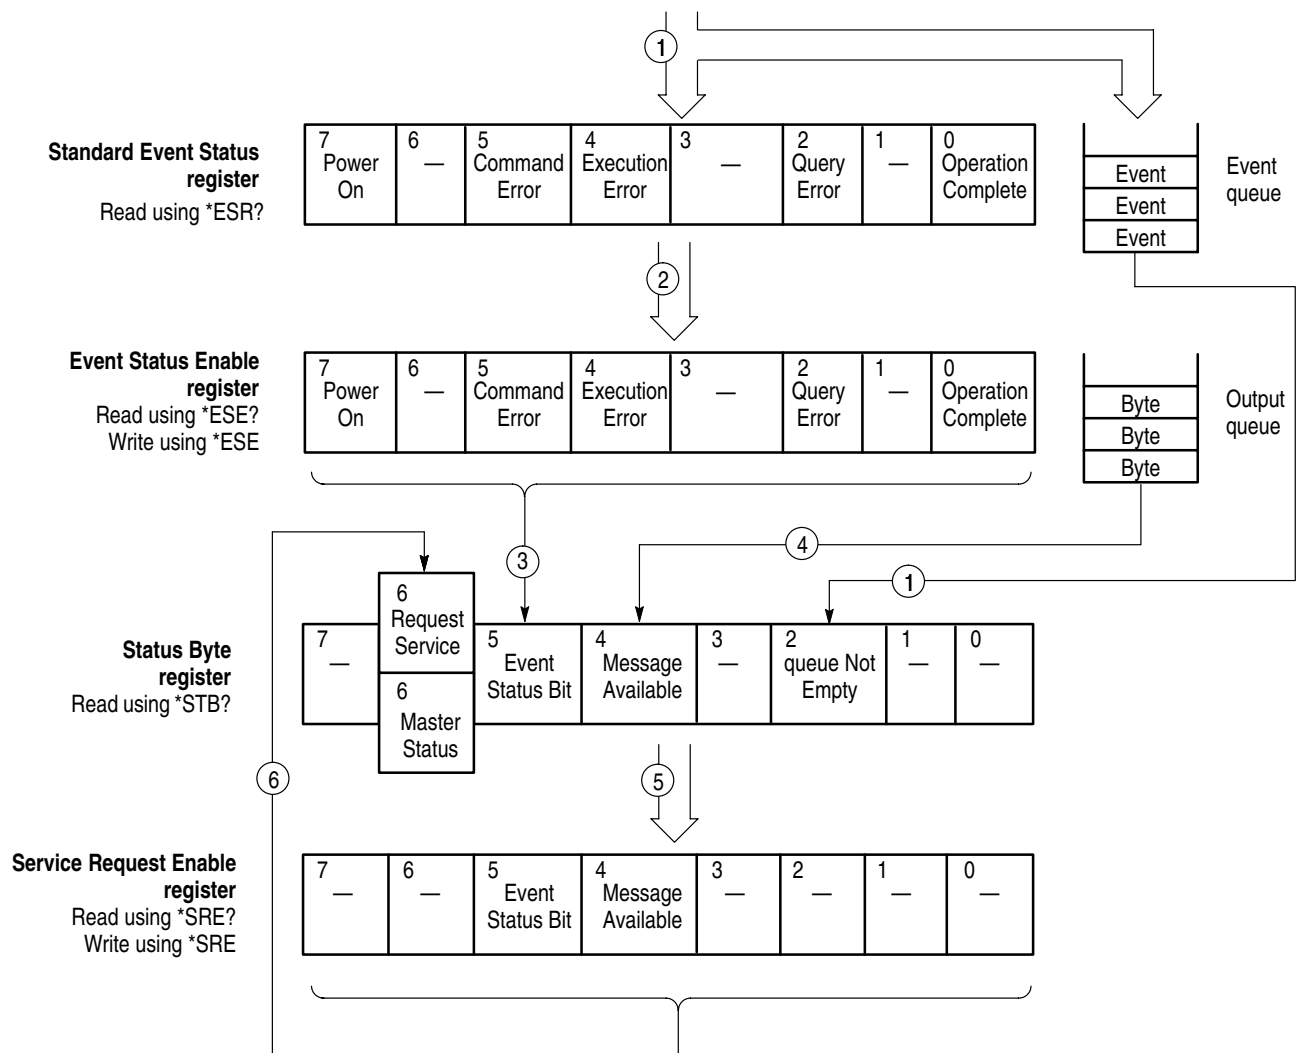 1
Standard Event Status
register
Read using *ESR?
7
Power
On
6
—
5
Command
Error
4
Execution
Error
3
—
2
Query
Error
1
—
0
Operation
Complete
Event
Event
Event
Event
queue
2
Event Status Enable
register
Read using *ESE?
Write using *ESE
7
Power
On
6
—
5
Command
Error
4
Execution
Error
3
—
2
Query
Error
1
—
0
Operation
Complete
Byte
Byte
Byte
Output
queue
3
4
1
Status Byte
register
Read using *STB?
7
—
6
Request
Service
6
Master
Status
5
Event
Status Bit
4
Message
Available
3
—
2
queue Not
Empty
1
—
0
—
6
5
Service Request Enable
register
Read using *SRE?
Write using *SRE
7
—
6
—
5
Event
Status Bit
4
Message
Available
3
—
2
—
1
—
0
—